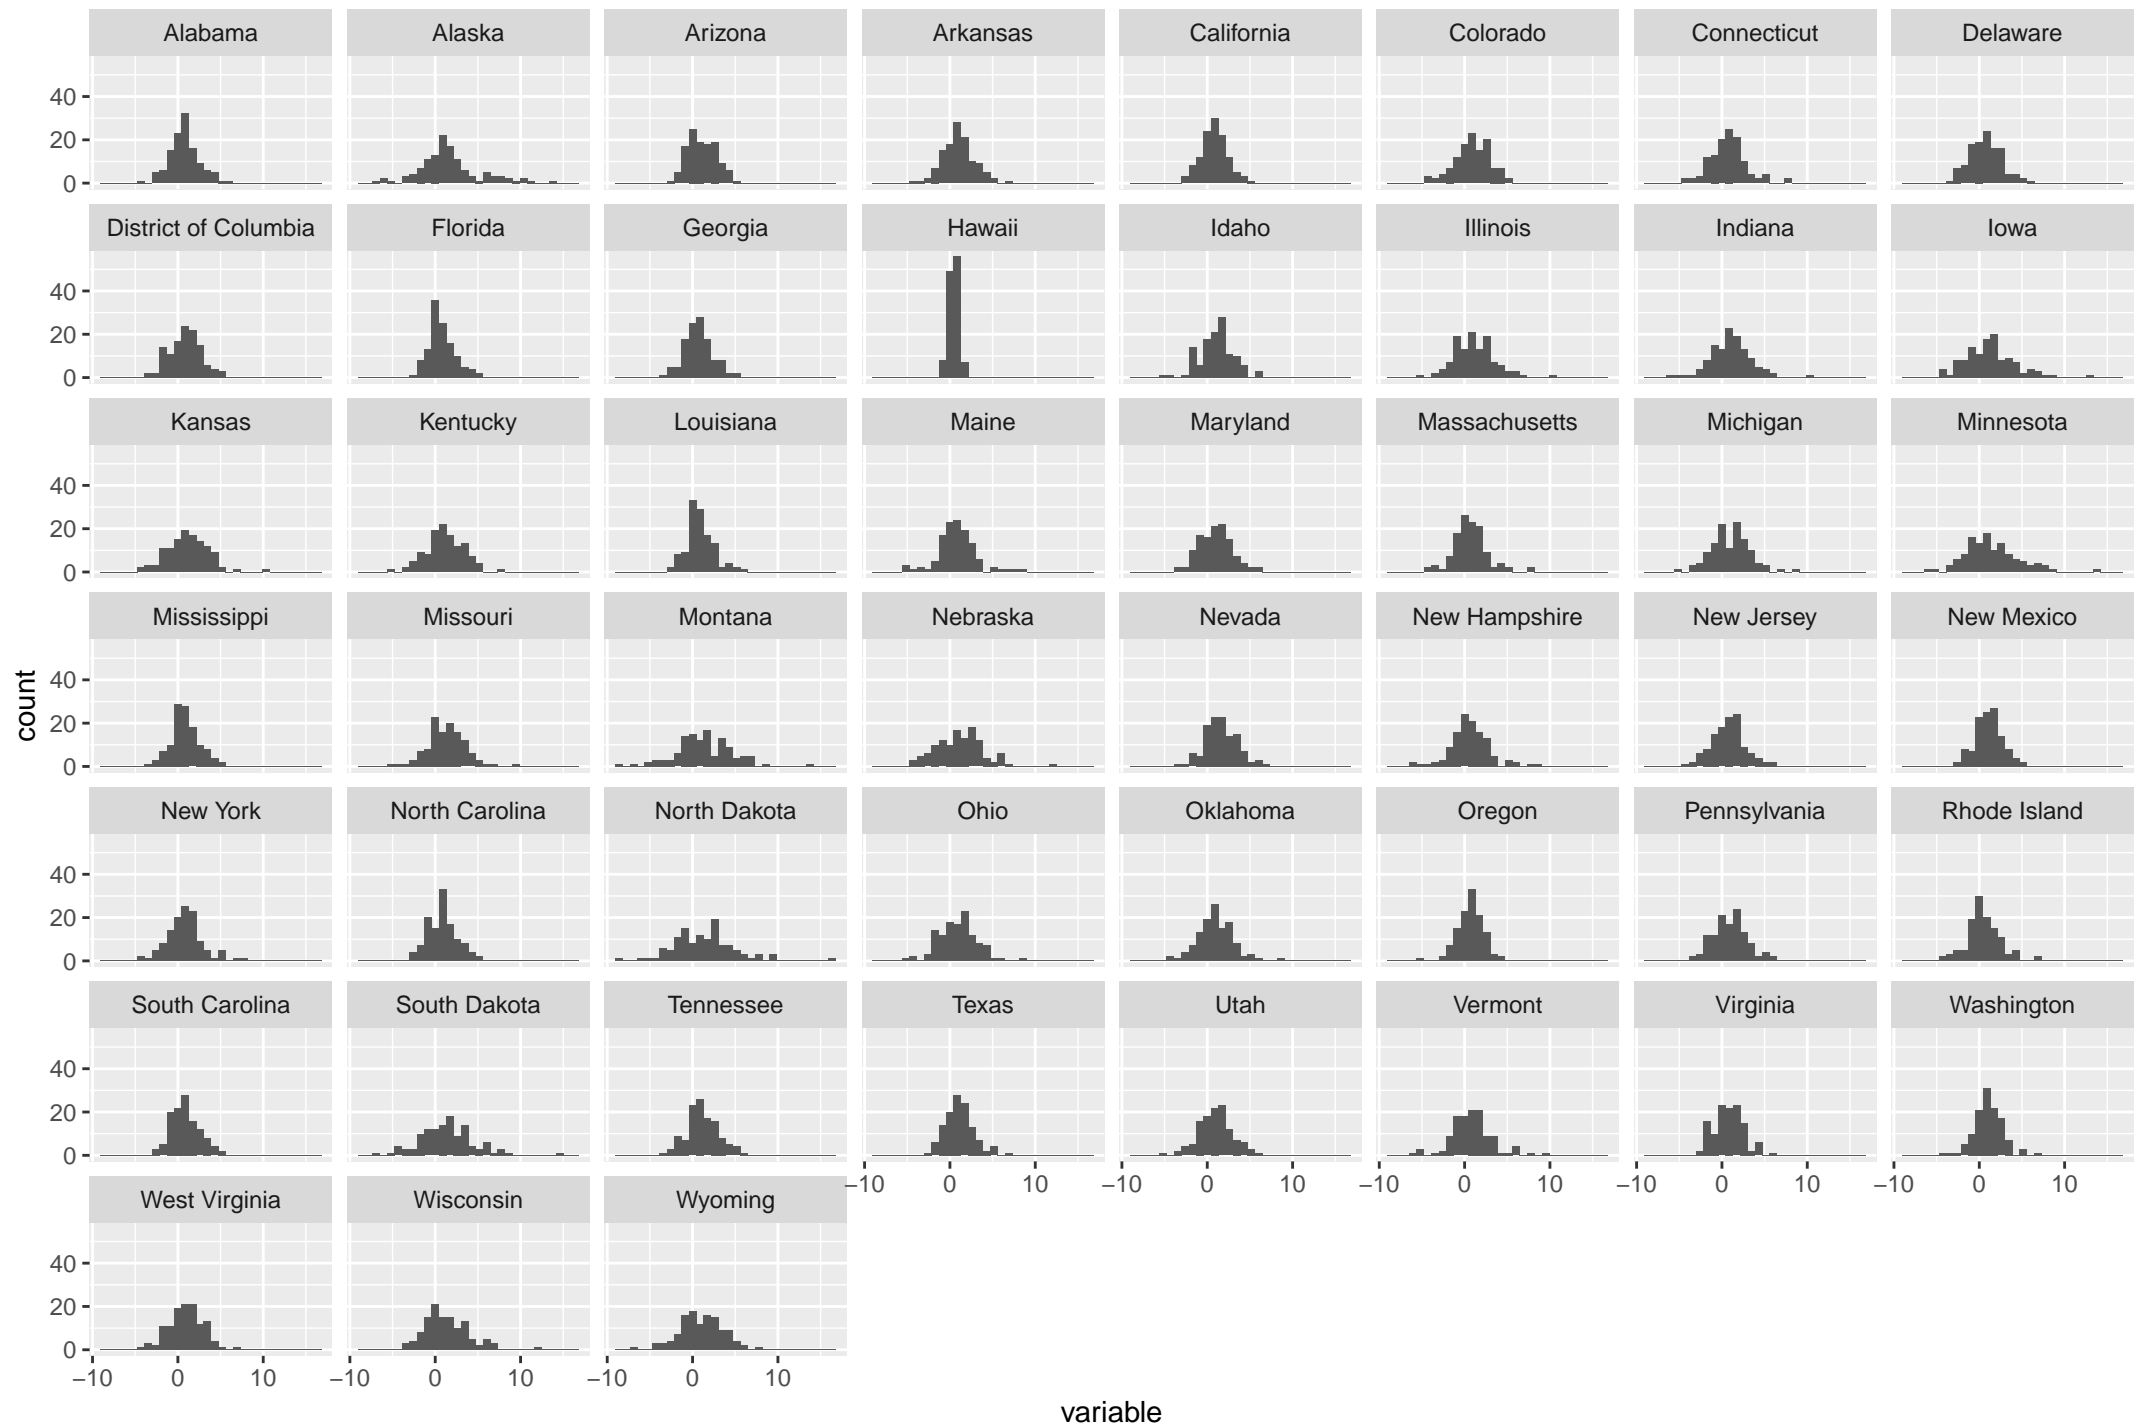 Alabama Alaska Arizona Arkansas California Colorado Connecticut Delaware
40
20
0
District of Columbia Florida Georgia Hawaii Idaho Illinois Indiana Iowa
40
20
0
Kansas Kentucky Louisiana Maine Maryland Massachusetts Michigan Minnesota
40
20
0
Mississippi Missouri Montana Nebraska Nevada New Hampshire New Jersey New Mexico
count
40
20
0
New York North Carolina North Dakota Ohio Oklahoma Oregon Pennsylvania Rhode Island
40
20
0
South Carolina South Dakota Tennessee Texas Utah Vermont Virginia Washington
40
20
0
−10 0 10 −10 0 10 −10 0 10 −10 0 10 −10 0 10
West Virginia Wisconsin Wyoming
40
20
0
−10 0 10 −10 0 10 −10 0 10
variable